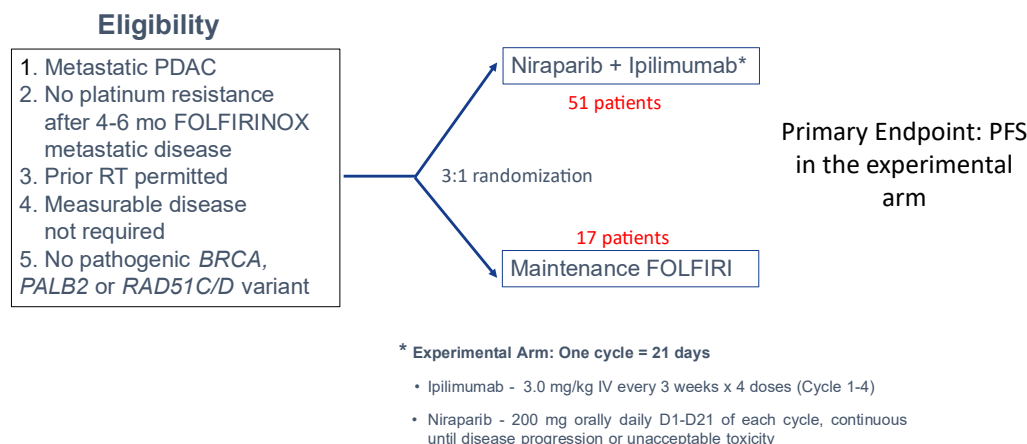 Eligibility
1. Metastatic PDAC
2. No platinum resistance
after 4-6 mo FOLFIRINOX
metastatic disease
3. Prior RT permitted
4. Measurable disease
not required
5. No pathogenic BRCA,
PALB2 or RAD51C/D variant
Niraparib + Ipilimumab*
51 patients
3:1 randomization
17 patients
Maintenance FOLFIRI
Primary Endpoint: PFS
in the experimental
arm
* Experimental Arm: One cycle = 21 days
• Ipilimumab - 3.0 mg/kg IV every 3 weeks x 4 doses (Cycle 1-4)
• Niraparib - 200 mg orally daily D1-D21 of each cycle, continuous
until disease progression or unacceptable toxicity